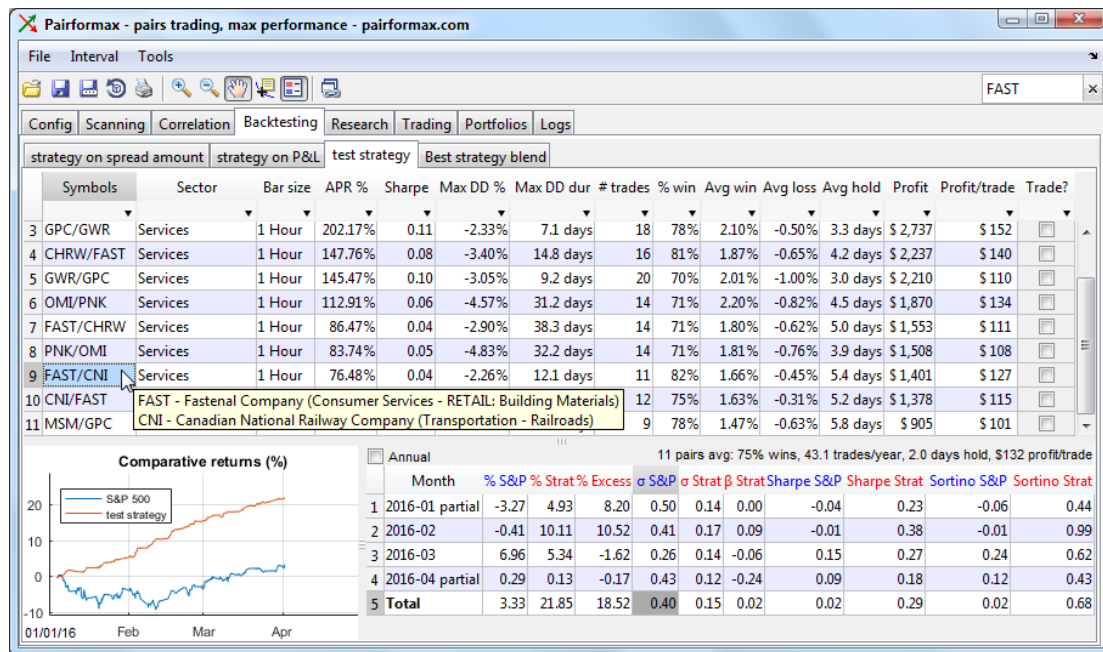 Pairformax - pairs trading, max performance - pairformax.com
File Interval Tools
FAST
Config Scanning Correlation Backtesting Research Trading Portfolios Logs
strategy on spread amount strategy on P&L test strategy Best strategy blend
Symbols Sector Bar size APR % Sharpe Max DD % Max DD dur # trades % win Avg win Avg loss Avg hold Profit Profit/trade Trade?
3 GPC/GWR Services 1 Hour 202.17% 0.11 -2.33% 7.1 days 18 78% 2.10% -0.50% 3.3 days $ 2,737 $ 152
4 CHRW/FAST Services 1 Hour 147.76% 0.08 -3.40% 14.8 days 16 81% 1.87% -0.65% 4.2 days $ 2,237 $ 140
5 GWR/GPC Services 1 Hour 145.47% 0.10 -3.05% 9.2 days 20 70% 2.01% -1.00% 3.0 days $ 2,210 $ 110
6 OMI/PNK Services 1 Hour 112.91% 0.06 -4.57% 31.2 days 14 71% 2.20% -0.82% 4.5 days $ 1,870 $ 134
7 FAST/CHRW Services 1 Hour 86.47% 0.04 -2.90% 38.3 days 14 71% 1.80% -0.62% 5.0 days $ 1,553 $ 111
8 PNK/OMI Services 1 Hour 83.74% 0.05 -4.83% 32.2 days 14 71% 1.81% -0.76% 3.9 days $ 1,508 $ 108
9 FAST/CNI Services 1 Hour 76.48% 0.04 -2.26% 12.1 days 11 82% 1.66% -0.45% 5.4 days $ 1,401 $ 127
10 CNI/FAST FAST - Fastenal Company (Consumer Services - RETAIL: Building Materials) 12 75% 1.63% -0.31% 5.2 days $ 1,378 $ 115
11 MSM/GPC CNI - Canadian National Railway Company (Transportation - Railroads) 9 78% 1.47% -0.63% 5.8 days $ 905 $ 101
Comparative returns (%)
S&P 500
test strategy
20
10
0
-10
01/01/16 Feb Mar Apr
Annual 11 pairs avg: 75% wins, 43.1 trades/year, 2.0 days hold, $132 profit/trade
Month % S&P % Strat % Excess σ S&P σ Strat β Strat Sharpe S&P Sharpe Strat Sortino S&P Sortino Strat
1 2016-01 partial -3.27 4.93 8.20 0.50 0.14 0.00 -0.04 0.23 -0.06 0.44
2 2016-02 -0.41 10.11 10.52 0.41 0.17 0.09 -0.01 0.38 -0.01 0.99
3 2016-03 6.96 5.34 -1.62 0.26 0.14 -0.06 0.15 0.27 0.24 0.62
4 2016-04 partial 0.29 0.13 -0.17 0.43 0.12 -0.24 0.09 0.18 0.12 0.43
5 Total 3.33 21.85 18.52 0.40 0.15 0.02 0.02 0.29 0.02 0.68